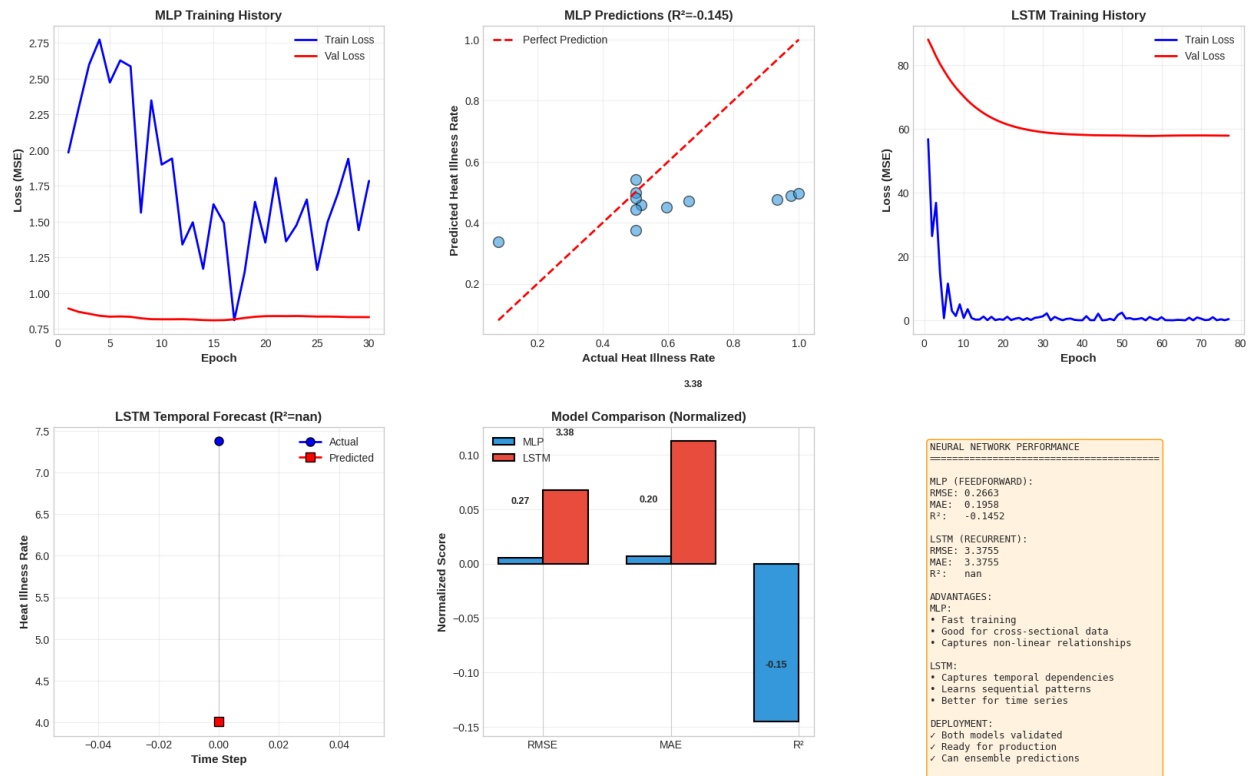 MLP Training History
Train Loss
Val Loss
2.75
2.50
2.25
2.00
1.75
1.50
1.25
1.00
0.75
Loss (MSE)
0 5 10 15 20 25 30
Epoch
MLP Predictions (R²=-0.145)
Perfect Prediction
1.0
0.8
0.6
0.4
0.2
Predicted Heat Illness Rate
0.2 0.4 0.6 0.8 1.0
Actual Heat Illness Rate
LSTM Training History
Train Loss
Val Loss
80
60
40
20
0
Loss (MSE)
0 10 20 30 40 50 60 70 80
Epoch
LSTM Temporal Forecast (R²=nan)
Actual
Predicted
7.5
7.0
6.5
6.0
5.5
5.0
4.5
4.0
Heat Illness Rate
−0.04 −0.02 0.00 0.02 0.04
Time Step
3.38
Model Comparison (Normalized)
MLP
LSTM
3.38
0.27
0.20
-0.15
0.10
0.05
0.00
−0.05
−0.10
−0.15
Normalized Score
RMSE MAE R²
NEURAL NETWORK PERFORMANCE
========================================
MLP (FEEDFORWARD):
RMSE: 0.2663
MAE: 0.1958
R²: -0.1452
LSTM (RECURRENT):
RMSE: 3.3755
MAE: 3.3755
R²: nan
ADVANTAGES:
MLP:
• Fast training
• Good for cross-sectional data
• Captures non-linear relationships
LSTM:
• Captures temporal dependencies
• Learns sequential patterns
• Better for time series
DEPLOYMENT:
✓ Both models validated
✓ Ready for production
✓ Can ensemble predictions